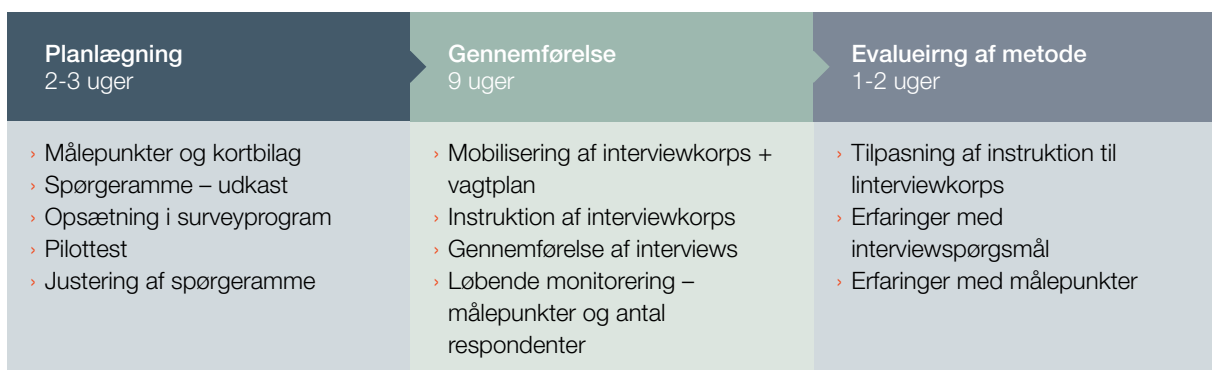 Planlægning
2-3 uger
› Målepunkter og kortbilag
› Spørgeramme – udkast
› Opsætning i surveyprogram
› Pilottest
› Justering af spørgeramme
Gennemførelse
9 uger
› Mobilisering af interviewkorps +
vagtplan
› Instruktion af interviewkorps
› Gennemførelse af interviews
› Løbende monitorering –
målepunkter og antal
respondenter
Evalueirng af metode
1-2 uger
› Tilpasning af instruktion til
linterviewkorps
› Erfaringer med
interviewspørgsmål
› Erfaringer med målepunkter